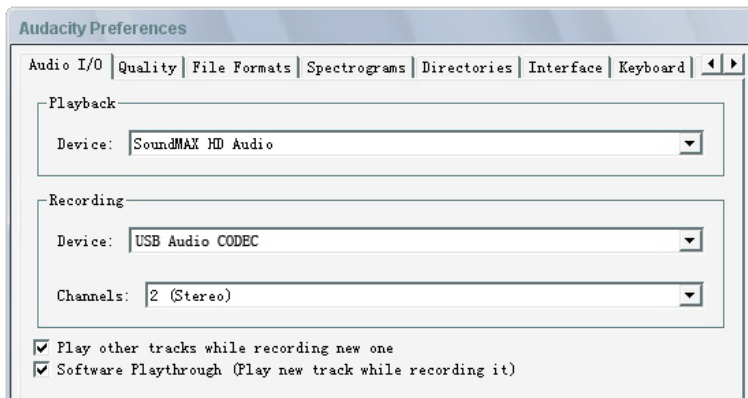 Audacity Preferences
Audio I/O Quality File Formats Spectrograms Directories Interface Keyboard
Playback
Device: SoundMAX HD Audio
Recording
Device: USB Audio CODEC
Channels: 2 (Stereo)
Play other tracks while recording new one
Software Playthrough (Play new track while recording it)